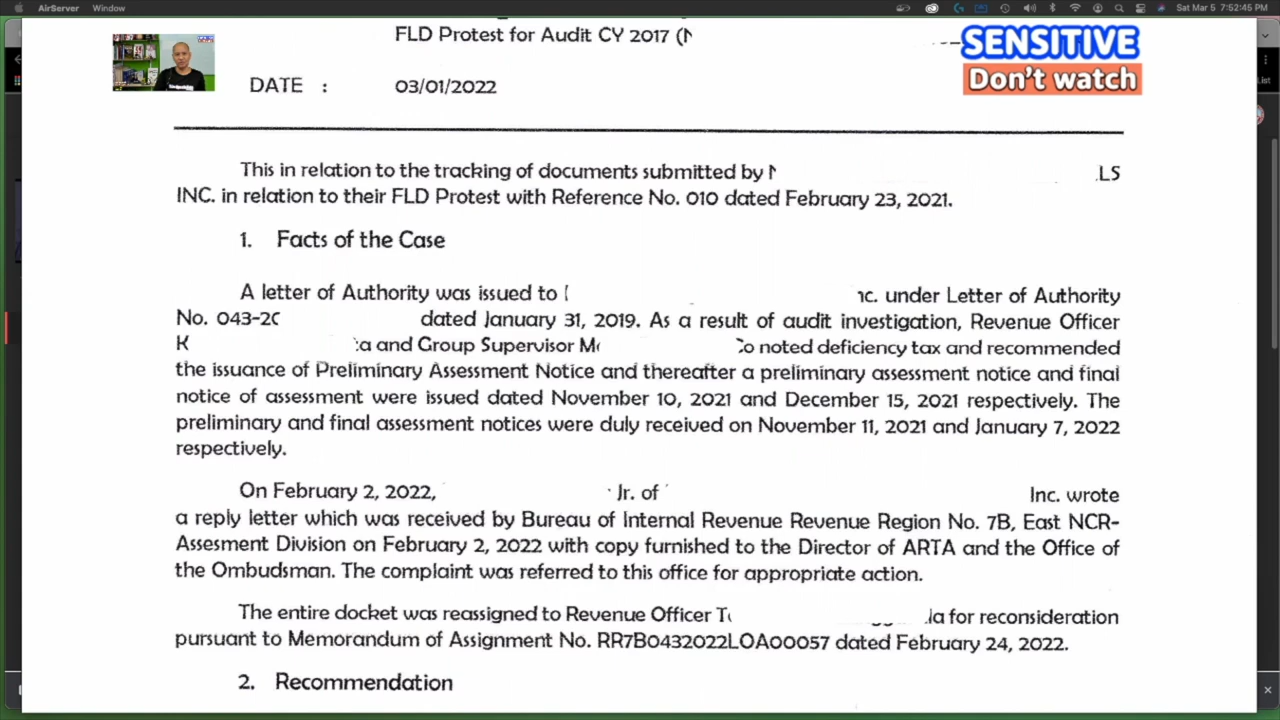 AirServer Window
Sat Mar 5 7:52:45 PM
FLD Protest for Audit CY 2017
SENSITIVE
Don't watch
DATE : 03/01/2022
This in relation to the tracking of documents submitted by
INC. in relation to their FLD Protest with Reference No. 010 dated February 23, 2021.
1. Facts of the Case
A letter of Authority was issued to under Letter of Authority
No. 043-20 dated January 31, 2019. As a result of audit investigation, Revenue Officer
and Group Supervisor noted deficiency tax and recommended
the issuance of Preliminary Assessment Notice and thereafter a preliminary assessment notice and final
notice of assessment were issued dated November 10, 2021 and December 15, 2021 respectively. The
preliminary and final assessment notices were duly received on November 11, 2021 and January 7, 2022
respectively.
On February 2, 2022, Jr. of Inc. wrote
a reply letter which was received by Bureau of Internal Revenue Revenue Region No. 7B, East NCR-
Assesment Division on February 2, 2022 with copy furnished to the Director of ARTA and the Office of
the Ombudsman. The complaint was referred to this office for appropriate action.
The entire docket was reassigned to Revenue Officer for reconsideration
pursuant to Memorandum of Assignment No. RR7B0432022LOA00057 dated February 24, 2022.
2. Recommendation